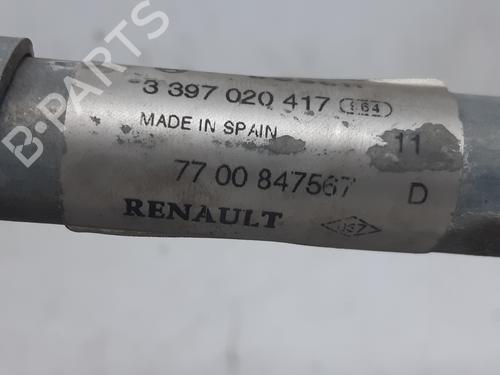 3 397 020 417
MADE IN SPAIN
11
77 00 847567
D
RENAULT
B-PARTS